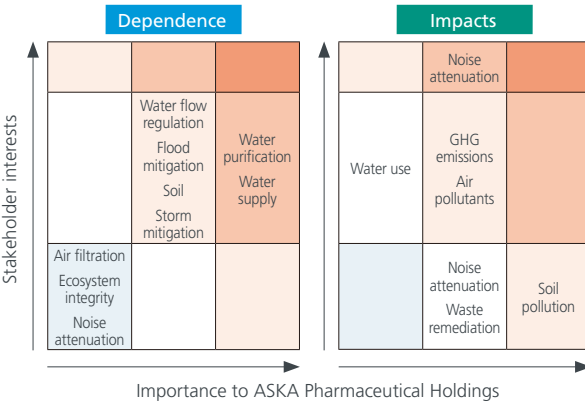 Dependence
Stakeholder interests
Water flow
regulation
Flood
mitigation
Soil
Storm
mitigation
Water
purification
Water
supply
Air filtration
Ecosystem
integrity
Noise
attenuation
Impacts
Noise
attenuation
Water use
GHG
emissions
Air
pollutants
Noise
attenuation
Waste
remediation
Soil
pollution
Importance to ASKA Pharmaceutical Holdings